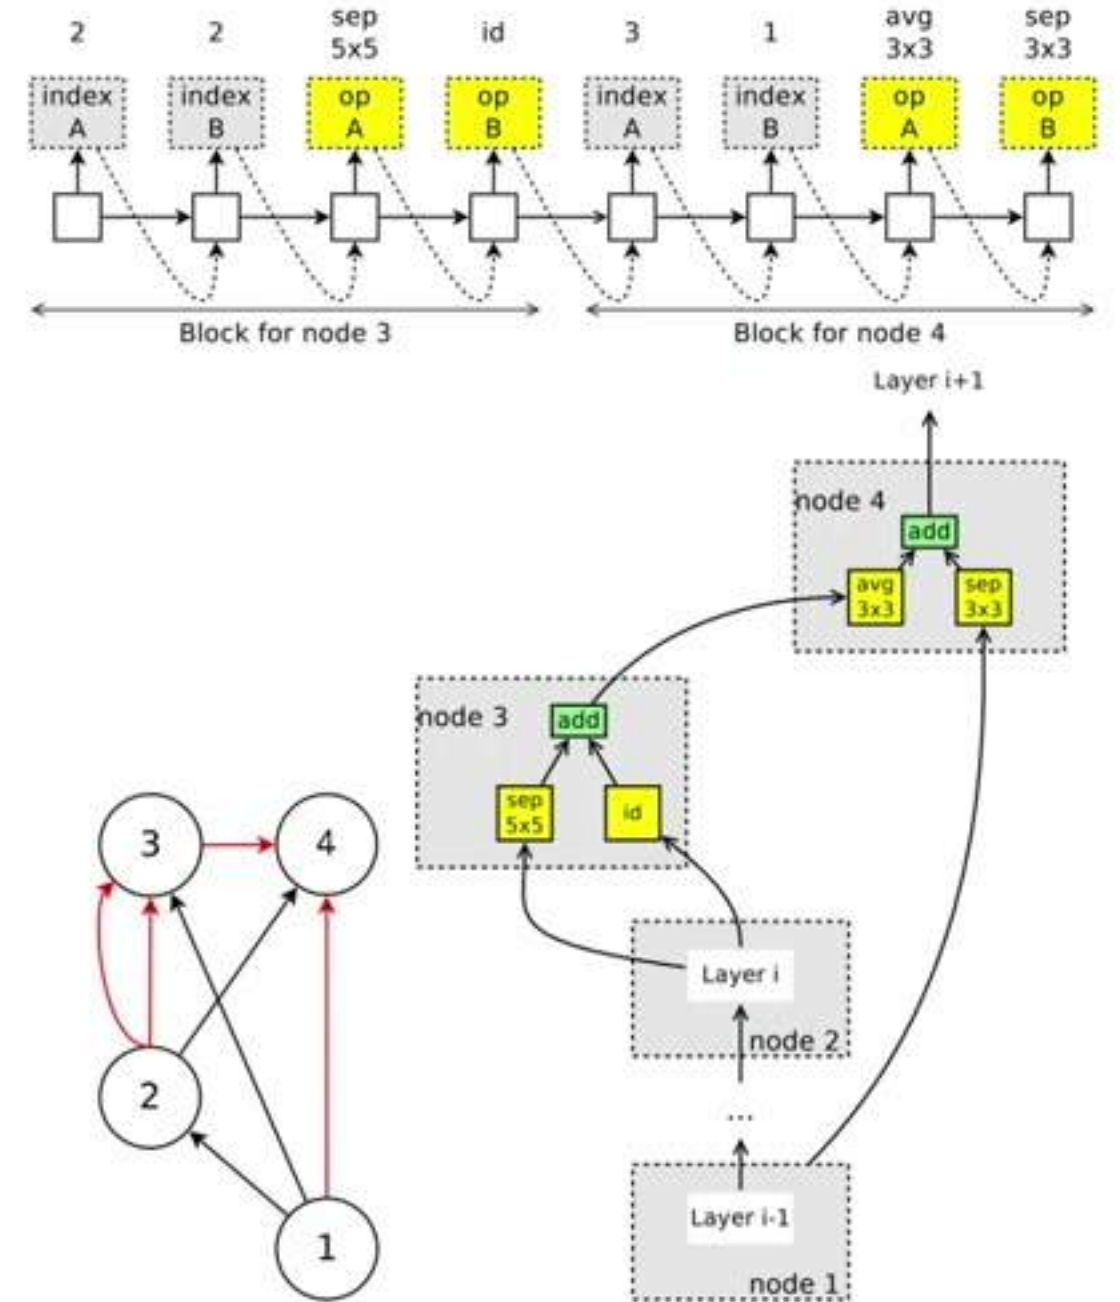 2
2
sep
5x5
id
3
1
avg
3x3
sep
3x3
index
A
index
B
op
A
op
B
index
A
index
B
op
A
op
B
Block for node 3
Block for node 4
Layer i+1
node 4
add
avg
3x3
sep
3x3
node 3
add
sep
5x5
id
3
4
Layer i
node 2
2
...
Layer i-1
node 1
1